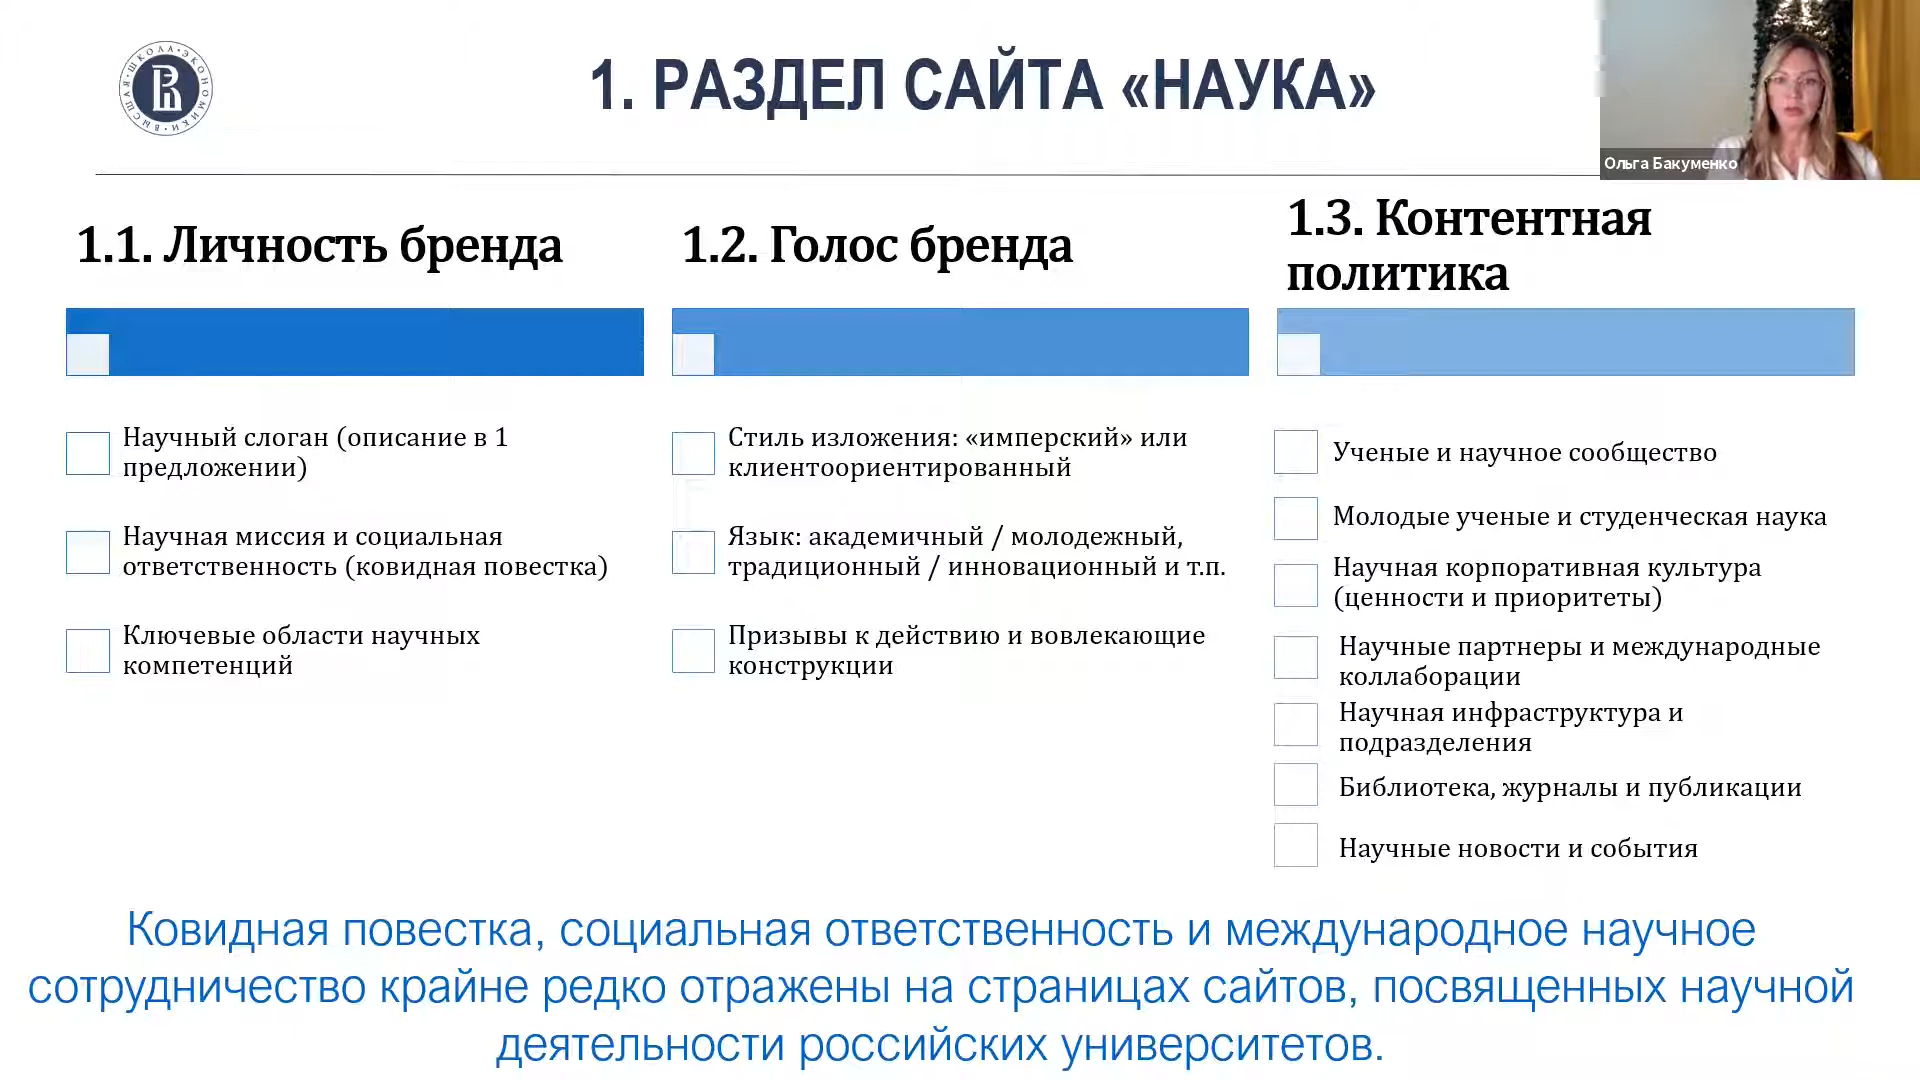 ВЫСШАЯ ШКОЛА ЭКОНОМИКИ
1. РАЗДЕЛ САЙТА «НАУКА»
Ольга Бакуменко
1.1. Личность бренда
Научный слоган (описание в 1
предложении)
Научная миссия и социальная
ответственность (ковидная повестка)
Ключевые области научных
компетенций
1.2. Голос бренда
Стиль изложения: «имперский» или
клиентоориентированный
Язык: академичный / молодежный,
традиционный / инновационный и т.п.
Призывы к действию и вовлекающие
конструкции
1.3. Контентная
политика
Ученые и научное сообщество
Молодые ученые и студенческая наука
Научная корпоративная культура
(ценности и приоритеты)
Научные партнеры и международные
коллаборации
Научная инфраструктура и
подразделения
Библиотека, журналы и публикации
Научные новости и события
Ковидная повестка, социальная ответственность и международное научное
сотрудничество крайне редко отражены на страницах сайтов, посвященных научной
деятельности российских университетов.